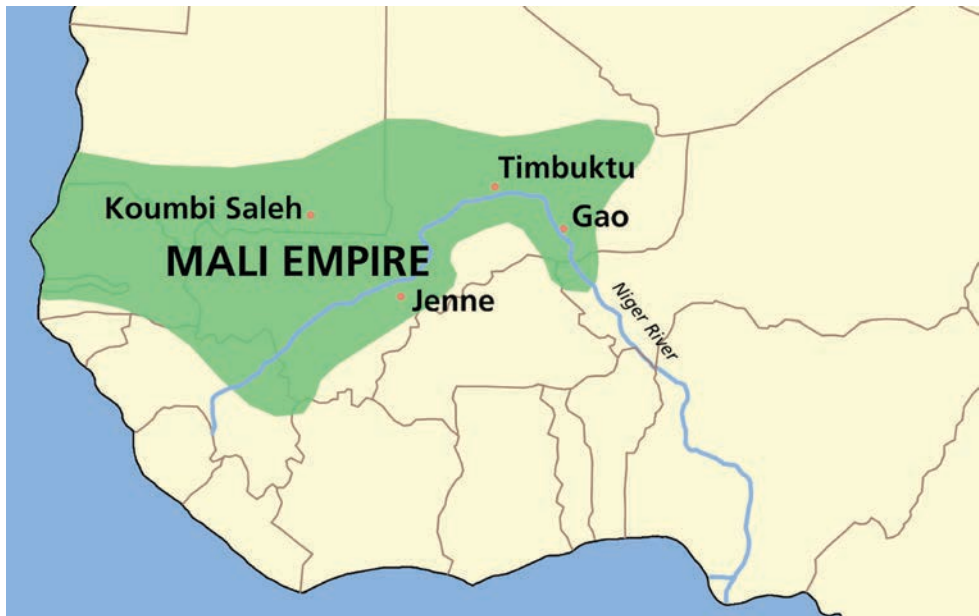 Timbuktu
Koumbi Saleh
Gao
MALI EMPIRE
Jenne
Niger River